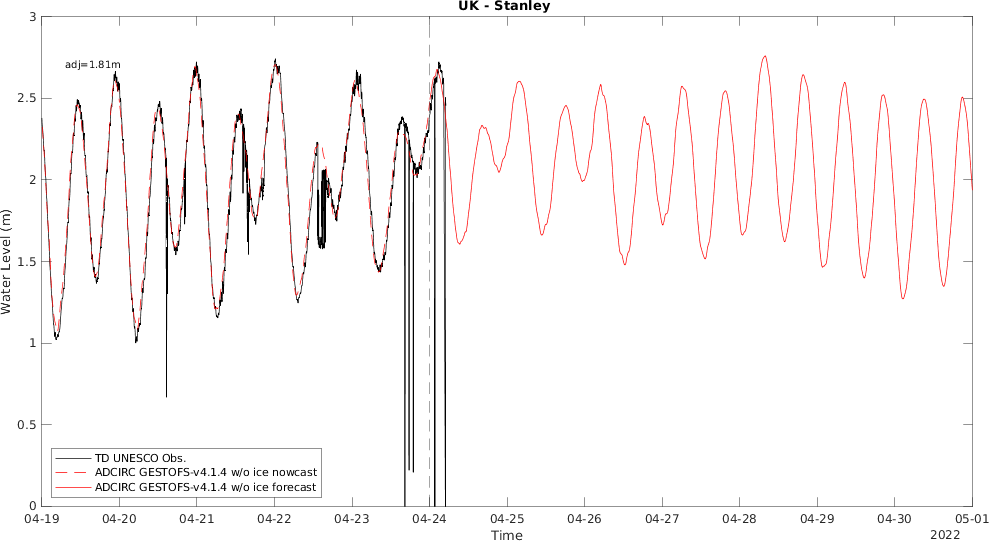 UK - Stanley
adj=1.81m
3
2.5
2
1.5
1
0.5
0
Water Level (m)
TD UNESCO Obs.
ADCIRC GESTOFS-v4.1.4 w/o ice nowcast
ADCIRC GESTOFS-v4.1.4 w/o ice forecast
04-19 04-20 04-21 04-22 04-23 04-24 04-25 04-26 04-27 04-28 04-29 04-30 05-01
Time
2022